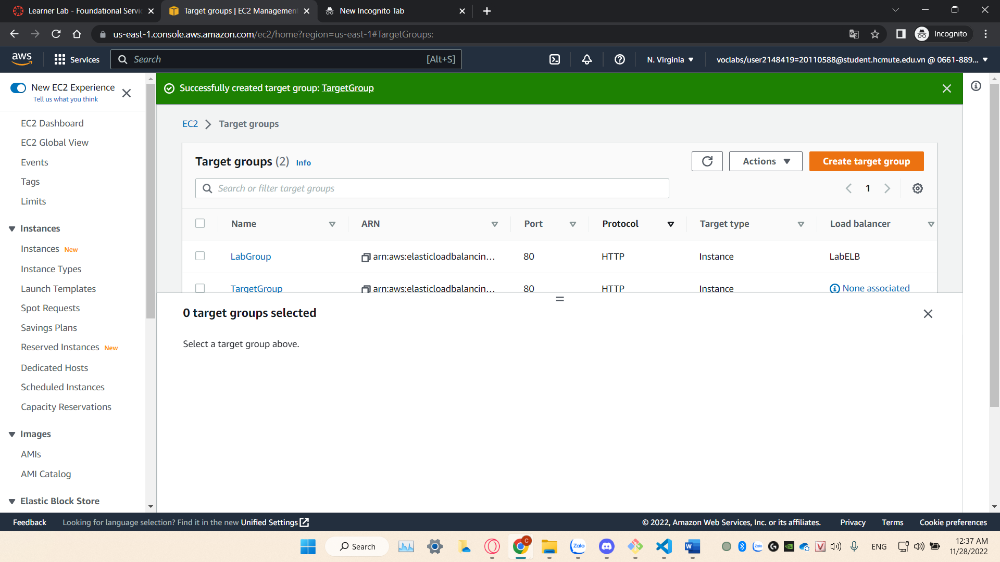 Learner Lab - Foundational Servic
Target groups | EC2 Management
New Incognito Tab
us-east-1.console.aws.amazon.com/ec2/home?region=us-east-1#TargetGroups:
Incognito
aws
Services
Search
[Alt+S]
N. Virginia
voclabs/user2148419=20110588@student.hcmute.edu.vn @ 0661-889...
New EC2 Experience
Tell us what you think
EC2 Dashboard
EC2 Global View
Events
Tags
Limits
Instances
Instances New
Instance Types
Launch Templates
Spot Requests
Savings Plans
Reserved Instances New
Dedicated Hosts
Scheduled Instances
Capacity Reservations
Images
AMIs
AMI Catalog
Elastic Block Store
Successfully created target group: TargetGroup
EC2 > Target groups
Target groups (2) Info
Actions
Create target group
Search or filter target groups
1
Name ARN Port Protocol Target type Load balancer
LabGroup arn:aws:elasticloadbalancin... 80 HTTP Instance LabELB
TargetGroup arn:aws:elasticloadbalancin... 80 HTTP Instance None associated
0 target groups selected
Select a target group above.
Feedback
Looking for language selection? Find it in the new Unified Settings
© 2022, Amazon Web Services, Inc. or its affiliates.
Privacy
Terms
Cookie preferences
Search
Zalo
ENG
12:37 AM
11/28/2022